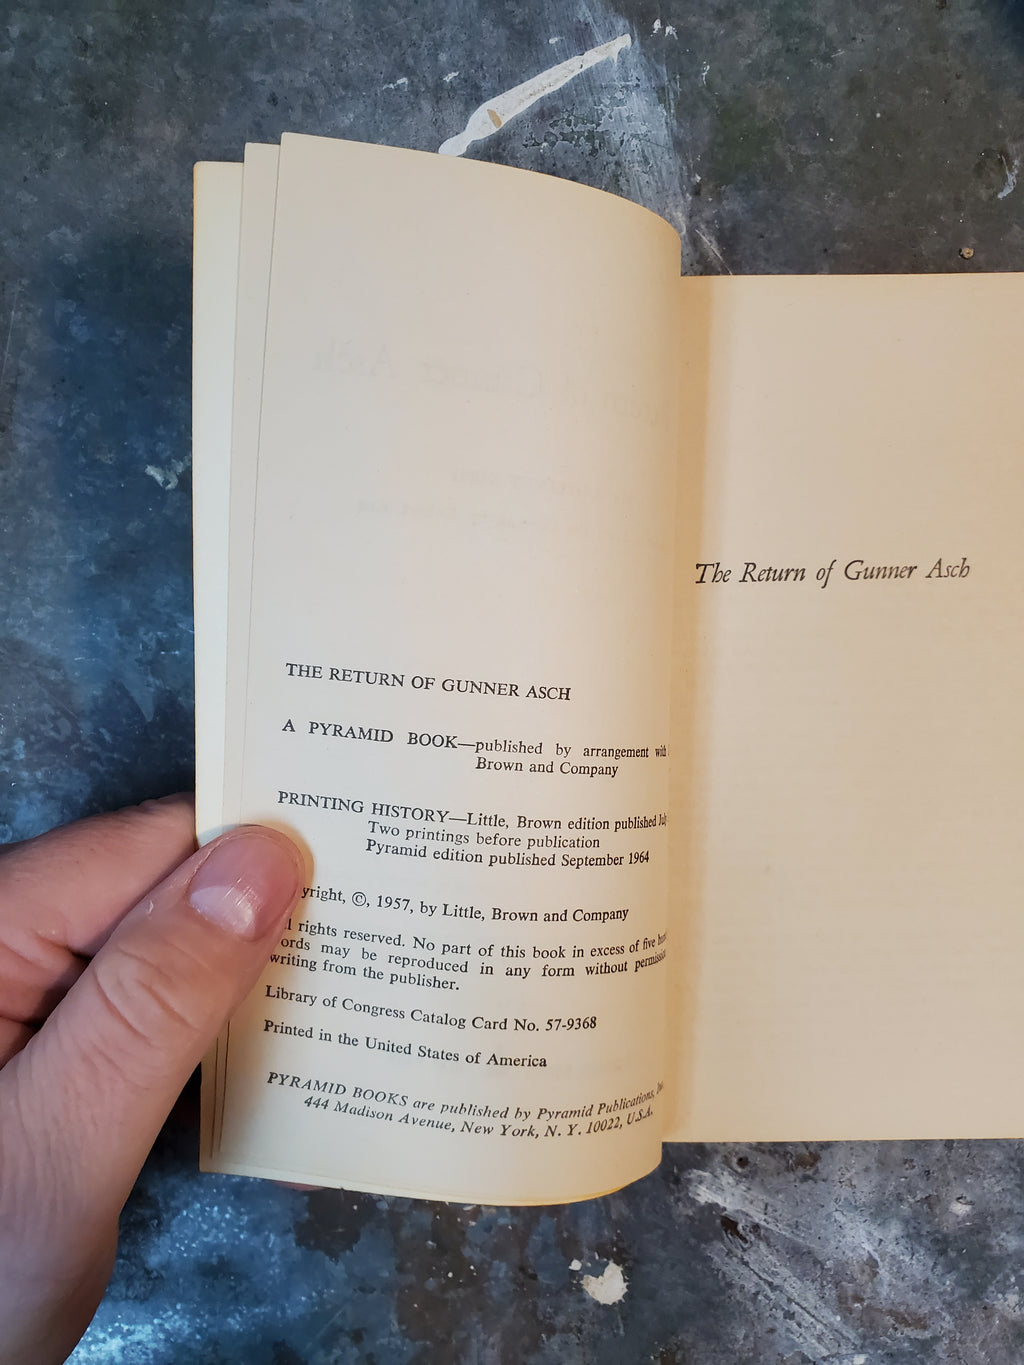 THE RETURN OF GUNNER ASCH
A PYRAMID BOOK—published by arrangement with
Brown and Company
PRINTING HISTORY—Little, Brown edition published
Two printings before publication
Pyramid edition published September 1964
yright, ©, 1957, by Little, Brown and Company
rights reserved. No part of this book in excess of five
ords may be reproduced in any form without
writing from the publisher.
Library of Congress Catalog Card No. 57-9368
Printed in the United States of America
PYRAMID BOOKS are published by Pyramid Publications,
444 Madison Avenue, New York, N. Y. 10022, U.S.A.
The Return of Gunner Asch